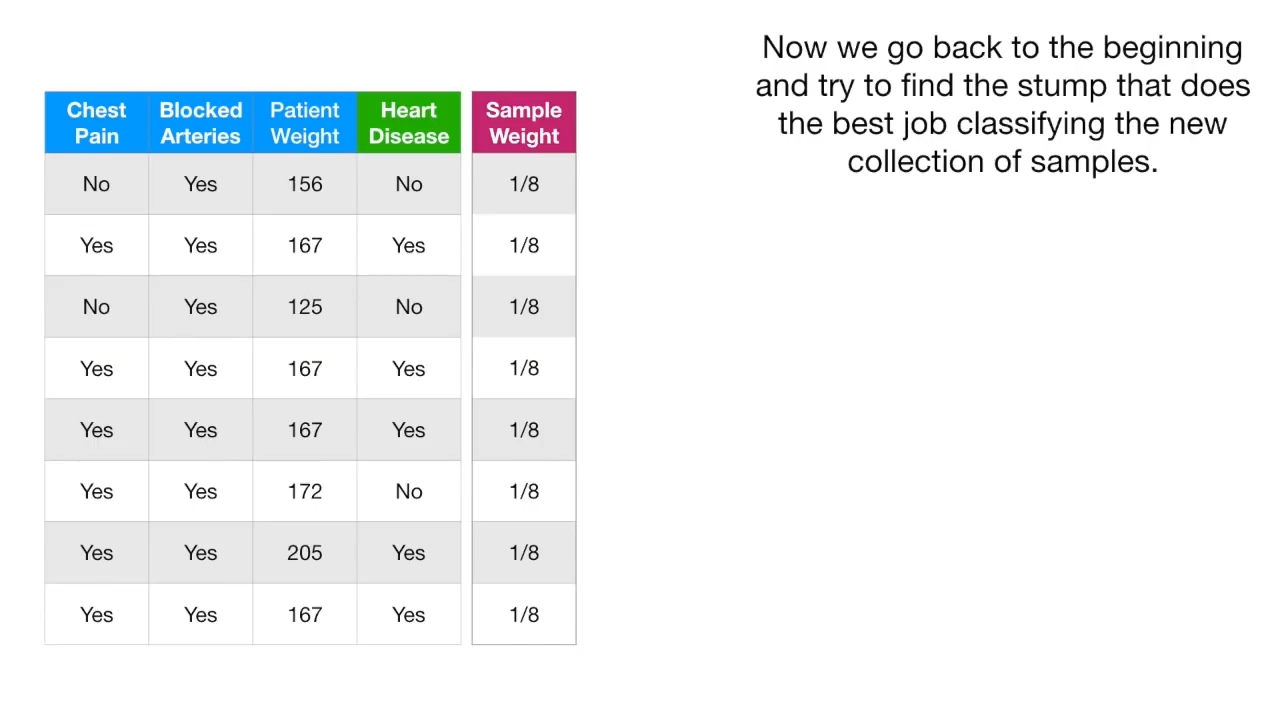 Now we go back to the beginning
and try to find the stump that does
the best job classifying the new
collection of samples.
Chest Pain Blocked Arteries Patient Weight Heart Disease Sample Weight
No Yes 156 No 1/8
Yes Yes 167 Yes 1/8
No Yes 125 No 1/8
Yes Yes 167 Yes 1/8
Yes Yes 167 Yes 1/8
Yes Yes 172 No 1/8
Yes Yes 205 Yes 1/8
Yes Yes 167 Yes 1/8